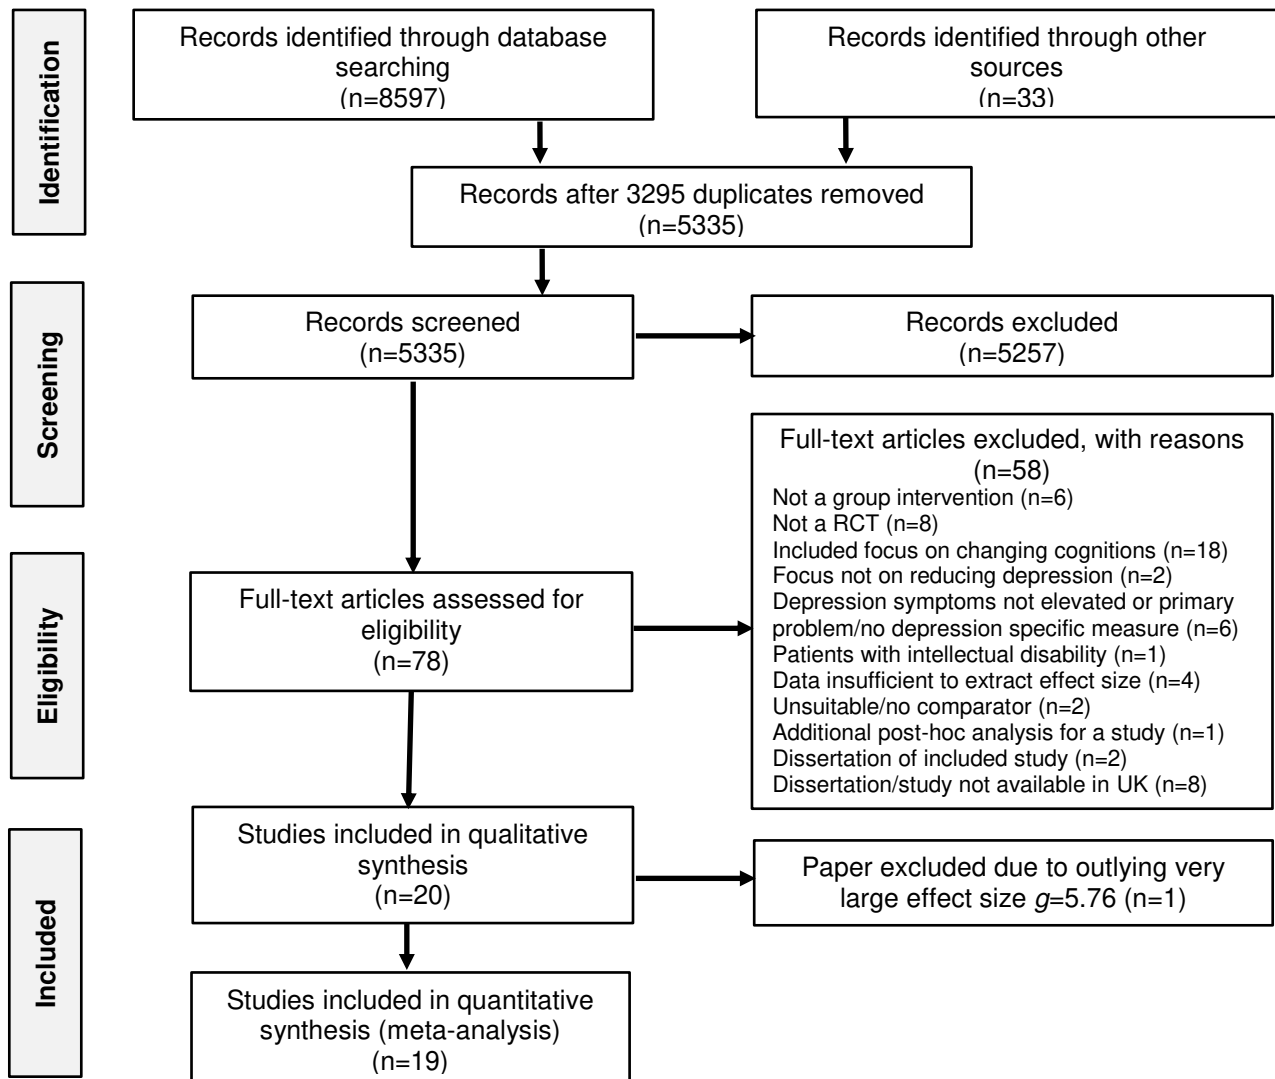 Identification
Records identified through database
searching
(n=8597)
Records identified through other
sources
(n=33)
Records after 3295 duplicates removed
(n=5335)
Screening
Records screened
(n=5335)
Records excluded
(n=5257)
Eligibility
Full-text articles assessed for
eligibility
(n=78)
Full-text articles excluded, with reasons
(n=58)
Not a group intervention (n=6)
Not a RCT (n=8)
Included focus on changing cognitions (n=18)
Focus not on reducing depression (n=2)
Depression symptoms not elevated or primary
problem/no depression specific measure (n=6)
Patients with intellectual disability (n=1)
Data insufficient to extract effect size (n=4)
Unsuitable/no comparator (n=2)
Additional post-hoc analysis for a study (n=1)
Dissertation of included study (n=2)
Dissertation/study not available in UK (n=8)
Included
Studies included in qualitative
synthesis
(n=20)
Paper excluded due to outlying very
large effect size g=5.76 (n=1)
Studies included in quantitative
synthesis (meta-analysis)
(n=19)